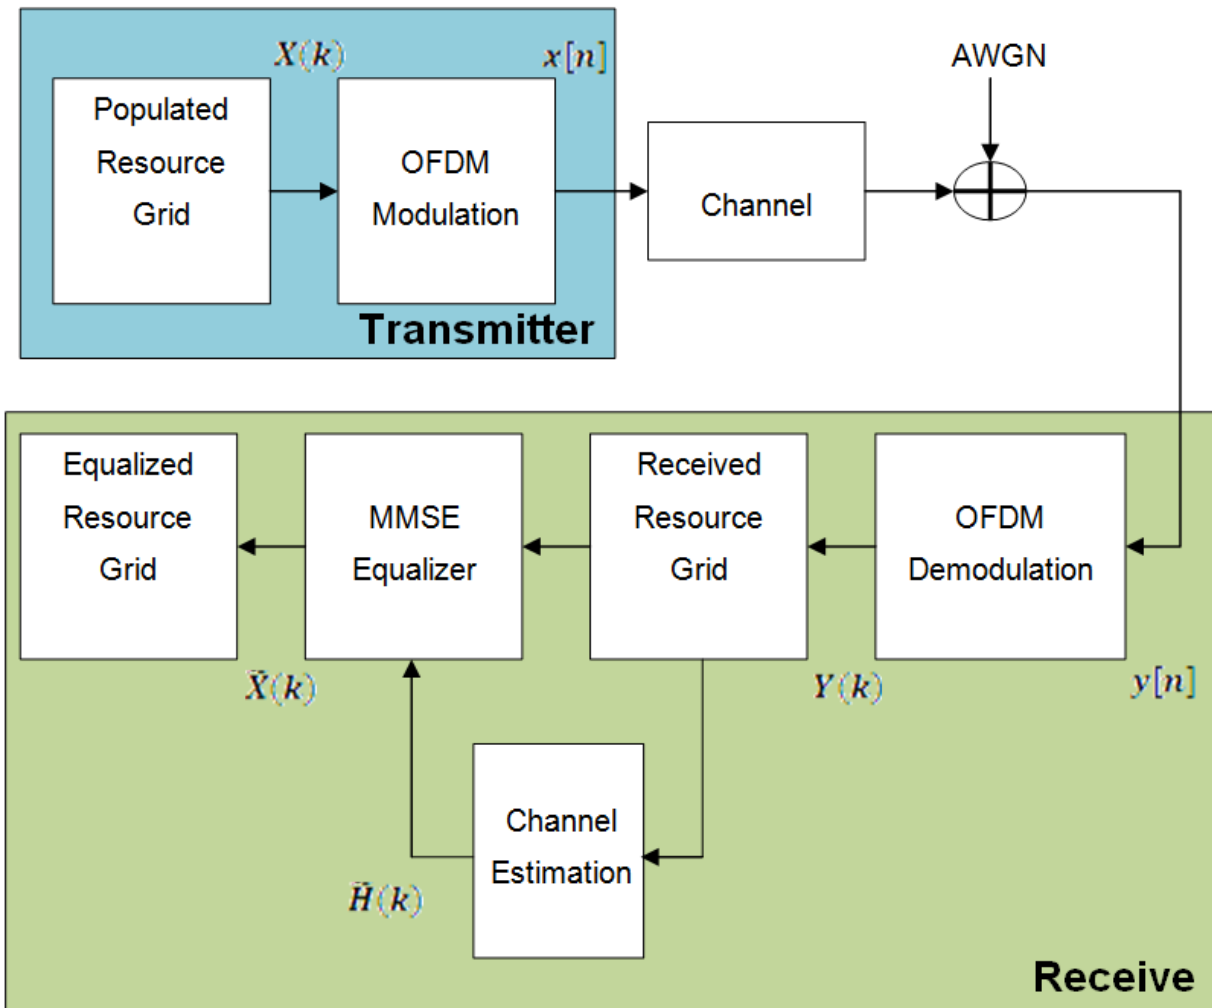 X(k)
x[n]
AWGN
Populated
Resource
Grid
OFDM
Modulation
Channel
Transmitter
Equalized
Resource
Grid
MMSE
Equalizer
Received
Resource
Grid
OFDM
Demodulation
X̂(k)
Y(k)
y[n]
Channel
Estimation
Ĥ(k)
Receive